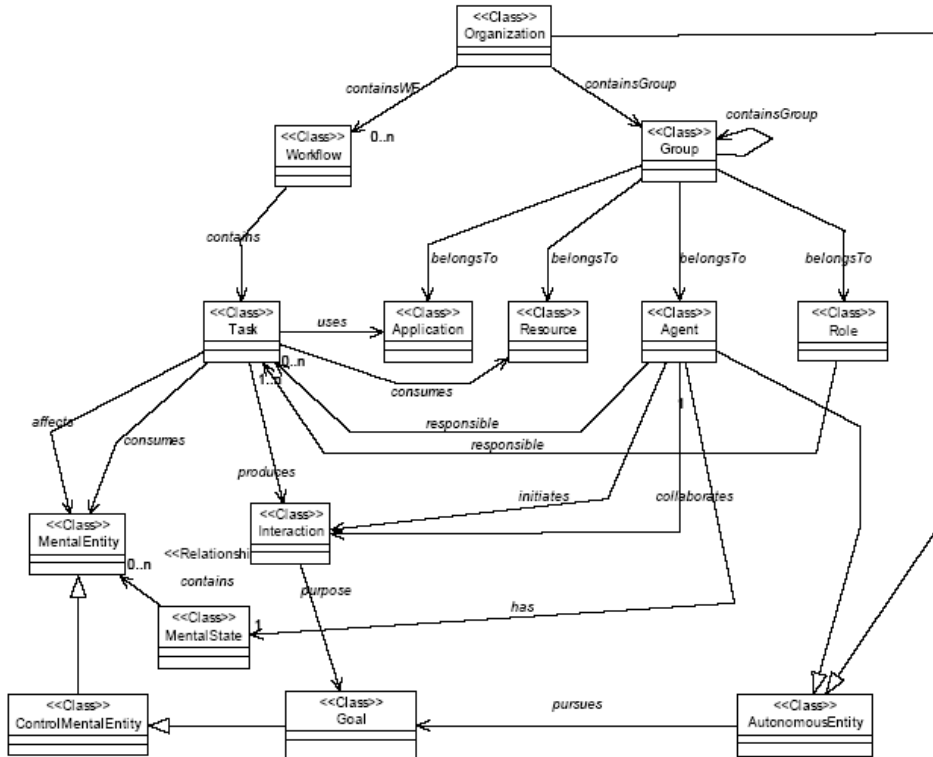 <<Class>>
Organization
containsWF
containsGroup
containsGroup
0..n
<<Class>>
Workflow
<<Class>>
Group
contains
belongsTo
belongsTo
belongsTo
belongsTo
<<Class>>
Task
uses
<<Class>>
Application
<<Class>>
Resource
<<Class>>
Agent
<<Class>>
Role
0..n
1..n
consumes
1
affects
consumes
responsible
responsible
produces
initiates
collaborates
<<Class>>
MentalEntity
<<Class>>
Interaction
0..n
<<Relationshi
contains
purpose
has
<<Class>>
MentalState
1
<<Class>>
ControlMentalEntity
<<Class>>
Goal
pursues
<<Class>>
AutonomousEntity